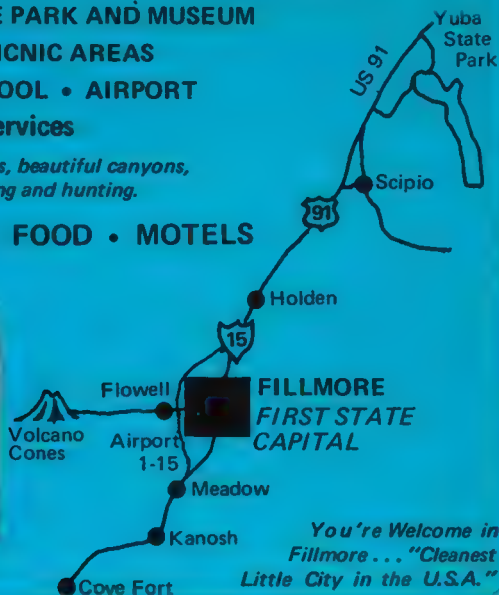 E PARK AND MUSEUM
ICNIC AREAS
OOL • AIRPORT
ervices
s, beautiful canyons,
ng and hunting.
FOOD • MOTELS
Yuba
State
Park
US 91
Scipio
91
Holden
15
Flowell
FILLMORE
FIRST STATE
CAPITAL
Volcano
Cones
Airport
1-15
Meadow
Kanosh
Cove Fort
You're Welcome in
Fillmore . . . "Cleanest
Little City in the U.S.A."